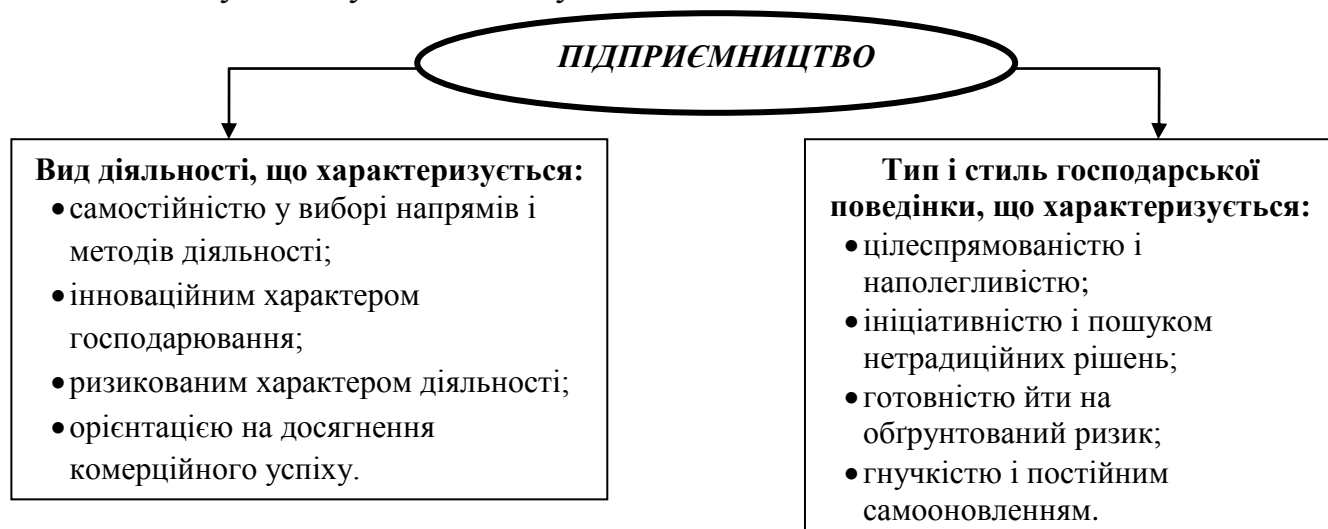 ПІДПРИЄМНИЦТВО
Вид діяльності, що характеризується:
• самостійністю у виборі напрямів і
методів діяльності;
• інноваційним характером
господарювання;
• ризикованим характером діяльності;
• орієнтацією на досягнення
комерційного успіху.
Тип і стиль господарської
поведінки, що характеризується:
• цілеспрямованістю і
наполегливістю;
• ініціативністю і пошуком
нетрадиційних рішень;
• готовністю йти на
обґрунтований ризик;
• гнучкістю і постійним
самооновленням.